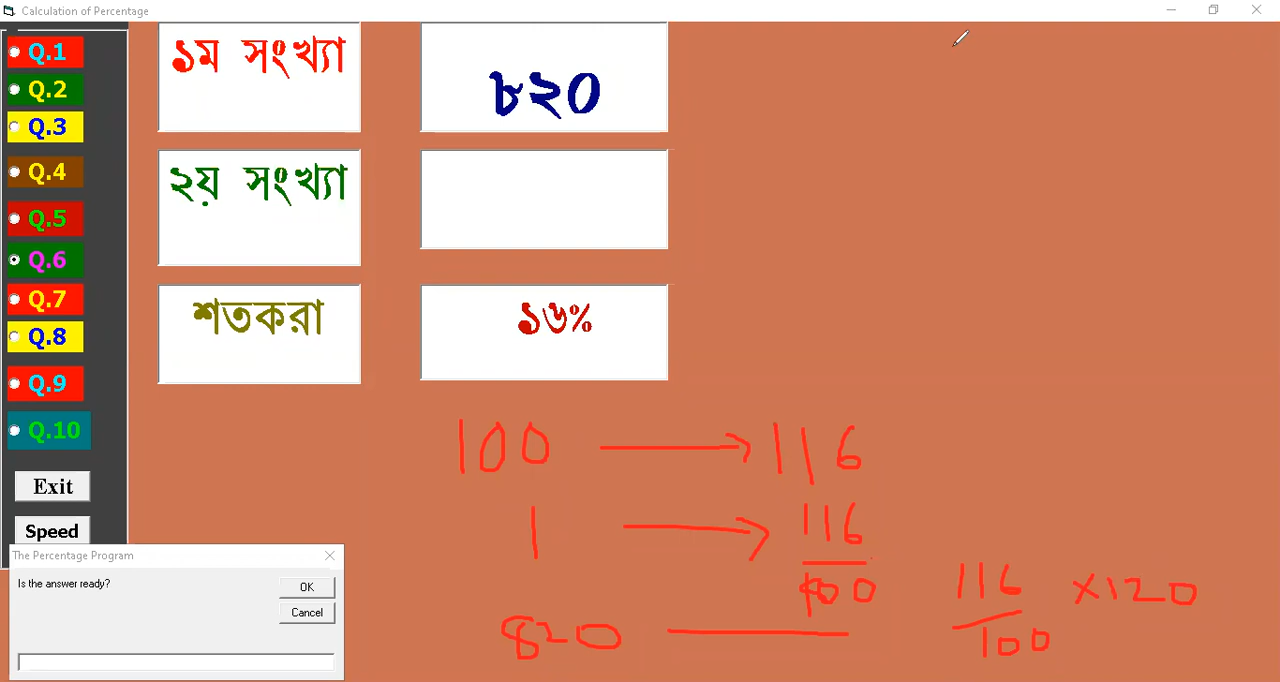 Calculation of Percentage
Q.1
Q.2
Q.3
Q.4
Q.5
Q.6
Q.7
Q.8
Q.9
Q.10
Exit
Speed
১ম সংখ্যা
৮২০
২য় সংখ্যা
শতকরা
১৬%
100 → 116
1 → 116/100
820 — 116/100 ×120
The Percentage Program
Is the answer ready?
OK
Cancel